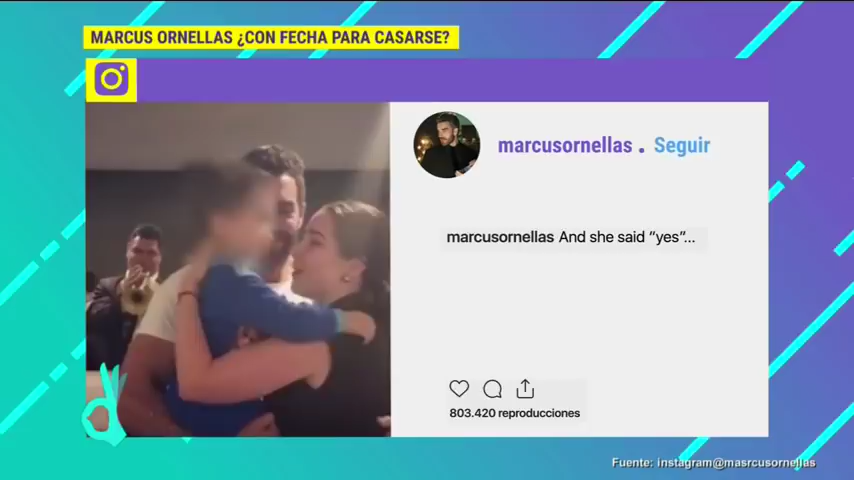 MARCUS ORNELLAS ¿CON FECHA PARA CASARSE?
marcusornellas . Seguir
marcusornellas And she said “yes”...
803.420 reproducciones
Fuente: instagram@masrcusornellas